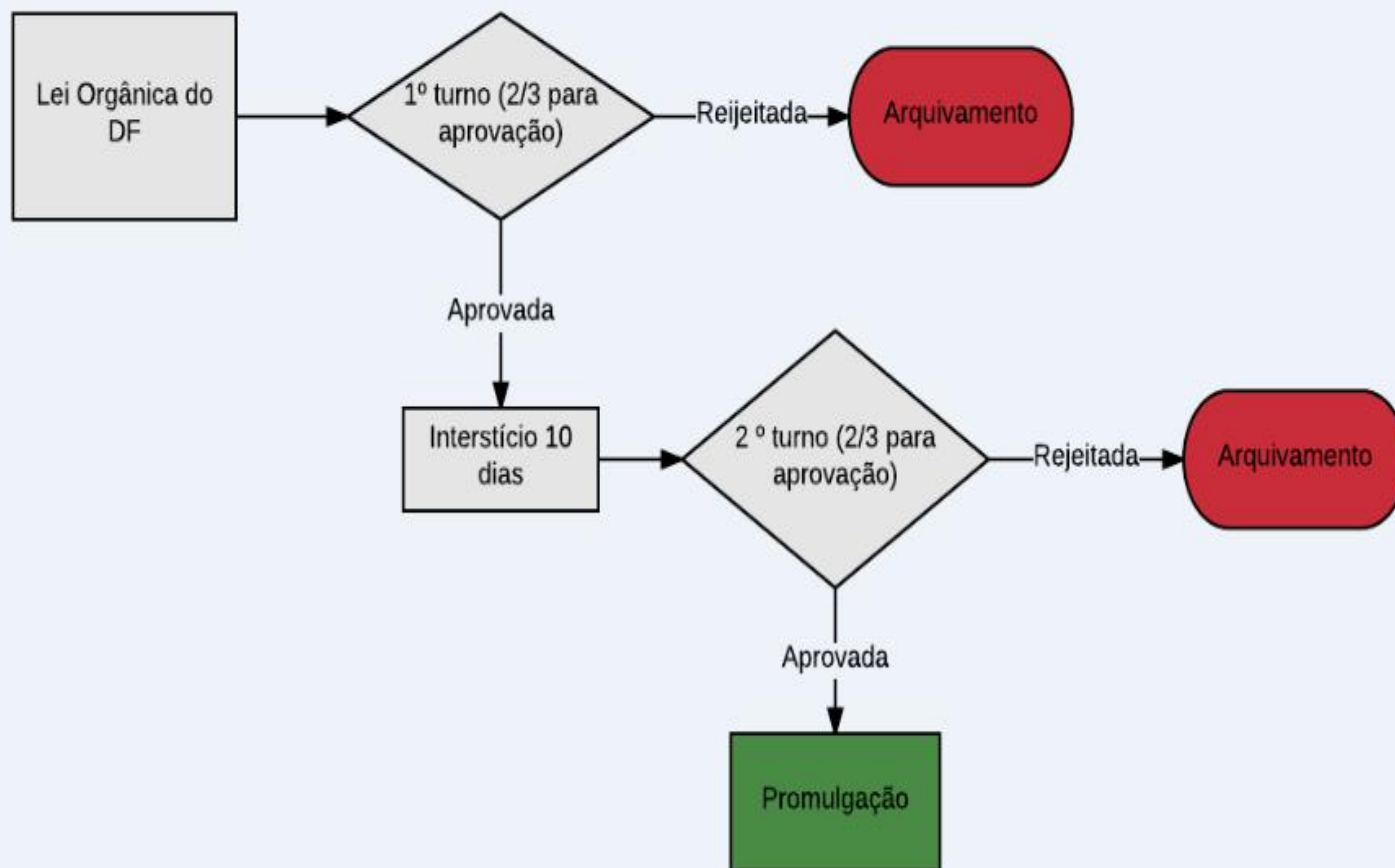 Lei Orgânica do
DF
1º turno (2/3 para
aprovação)
Reijeitada
Arquivamento
Aprovada
Interstício 10
dias
2 º turno (2/3 para
aprovação)
Rejeitada
Arquivamento
Aprovada
Promulgação